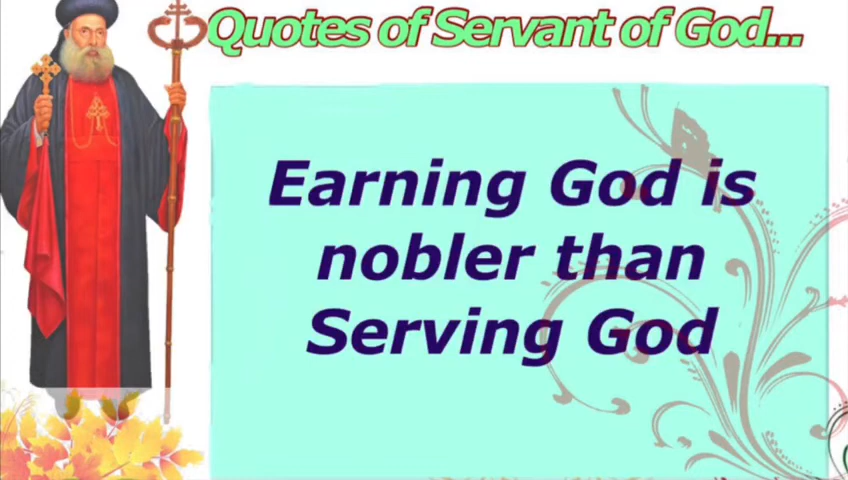 Quotes of Servant of God...
Earning God is
nobler than
Serving God